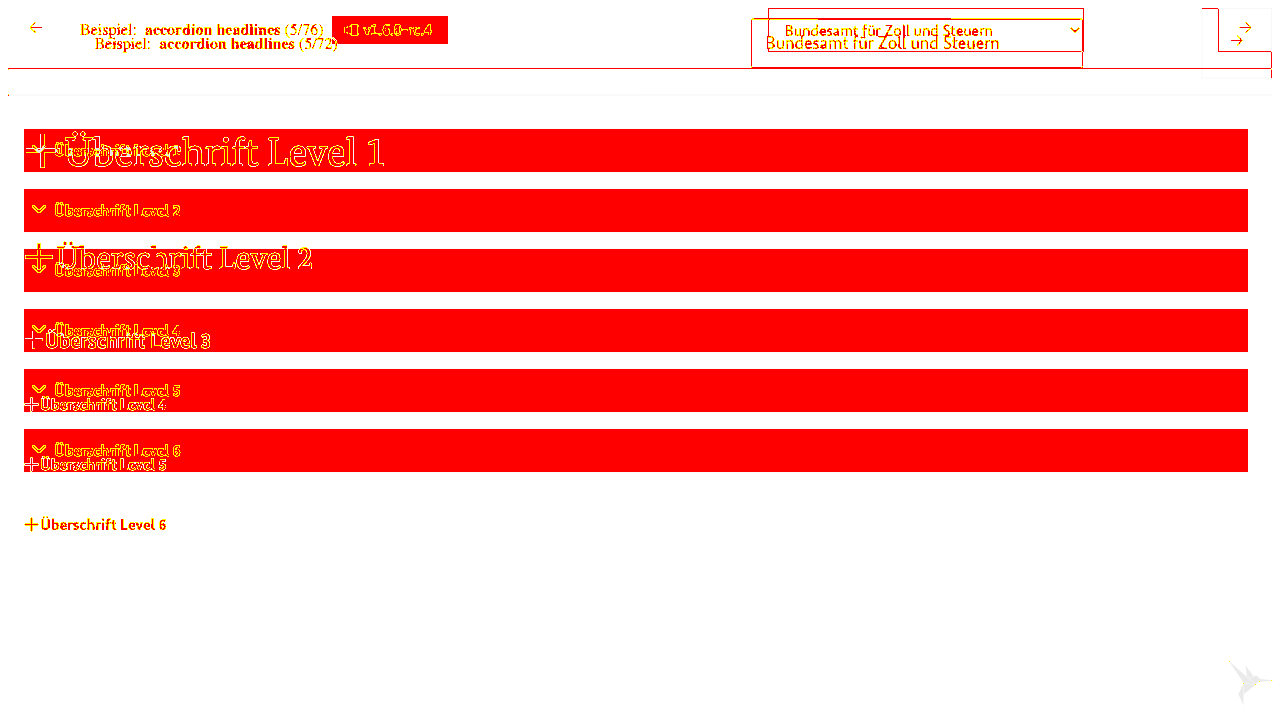 Beispiel: accordion headlines (5/76) v1.6.0-rc.4 Bundesamt für Zoll und Steuern
Beispiel: accordion headlines (5/72) Bundesamt für Zoll und Steuern
Überschrift Level 1
Überschrift Level 1
Überschrift Level 2
Überschrift Level 2
Überschrift Level 3
Überschrift Level 4
Überschrift Level 3
Überschrift Level 5
Überschrift Level 4
Überschrift Level 6
Überschrift Level 5
Überschrift Level 6